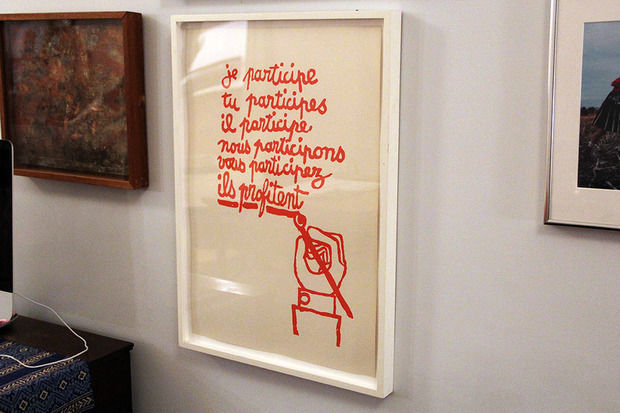 je participe
tu participes
il participe
nous participons
vous participez
ils profitent